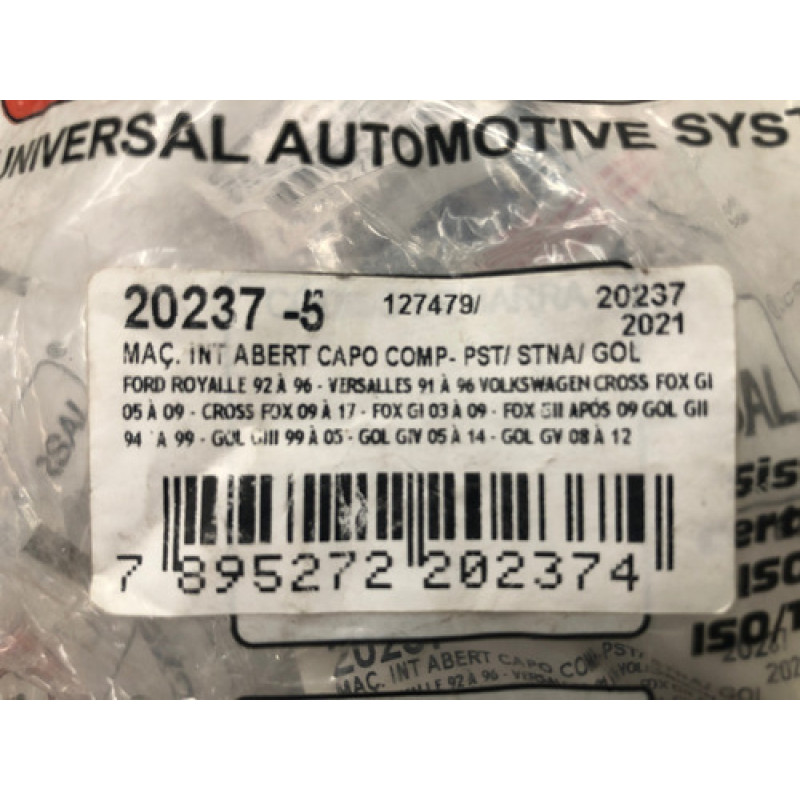 UNIVERSAL AUTOMOTIVE SYST
20237 -5 127479/ 20237
2021
MAÇ. INT ABERT CAPO COMP- PST/ STNA/ GOL
FORD ROYALLE 92 À 96 - VERSALLES 91 À 96 VOLKSWAGEN CROSS FOX GI
05 À 09 - CROSS FOX 09 À 17 - FOX GI 03 À 09 - FOX GII APÓS 09 GOL GII
94 A 99 - GOL GIII 99 À 05 - GOL GIV 05 À 14 - GOL GV 08 À 12
7 895272 202374
ISO
ISO/T
20237
MAÇ. INT ABERT CAPO COMP- PST/